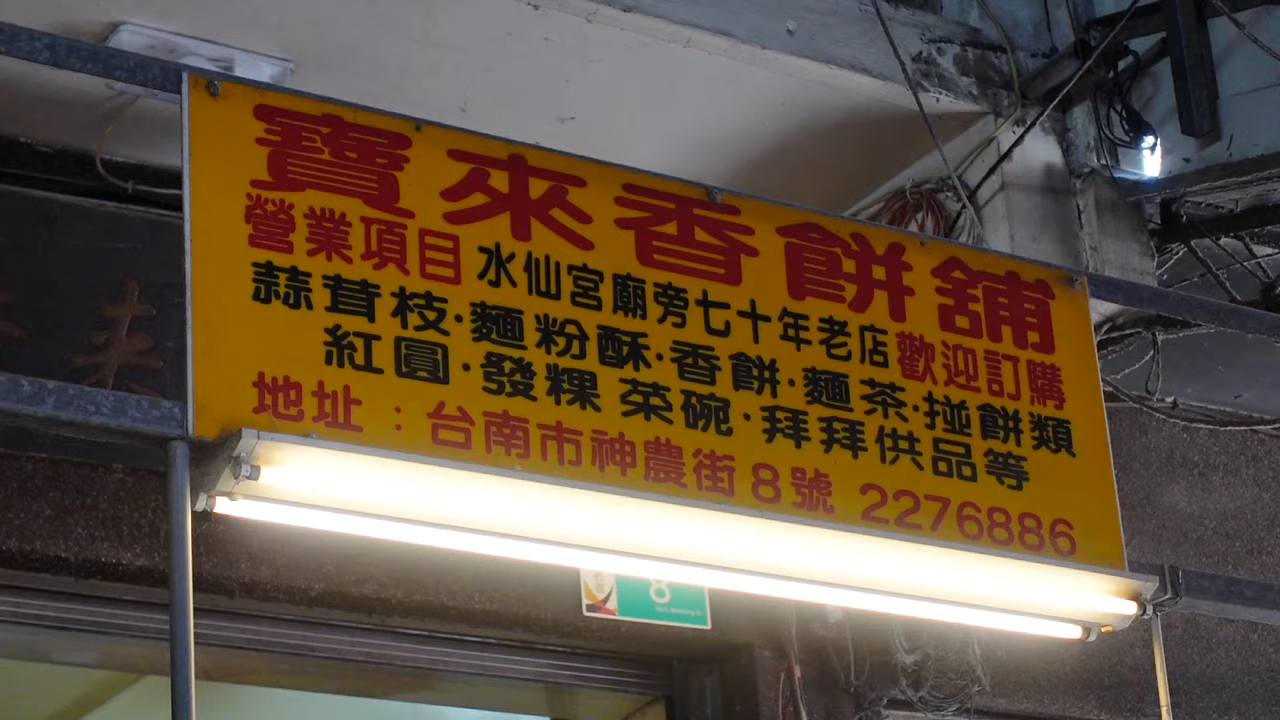 寶來香餅舖
營業項目 水仙宮廟旁七十年老店 歡迎訂購
蒜茸枝·麵粉酥·香餅·麵茶·掽餅類
紅圓·發粿 菜碗·拜拜供品等
地址：台南市神農街8號 2276886
8